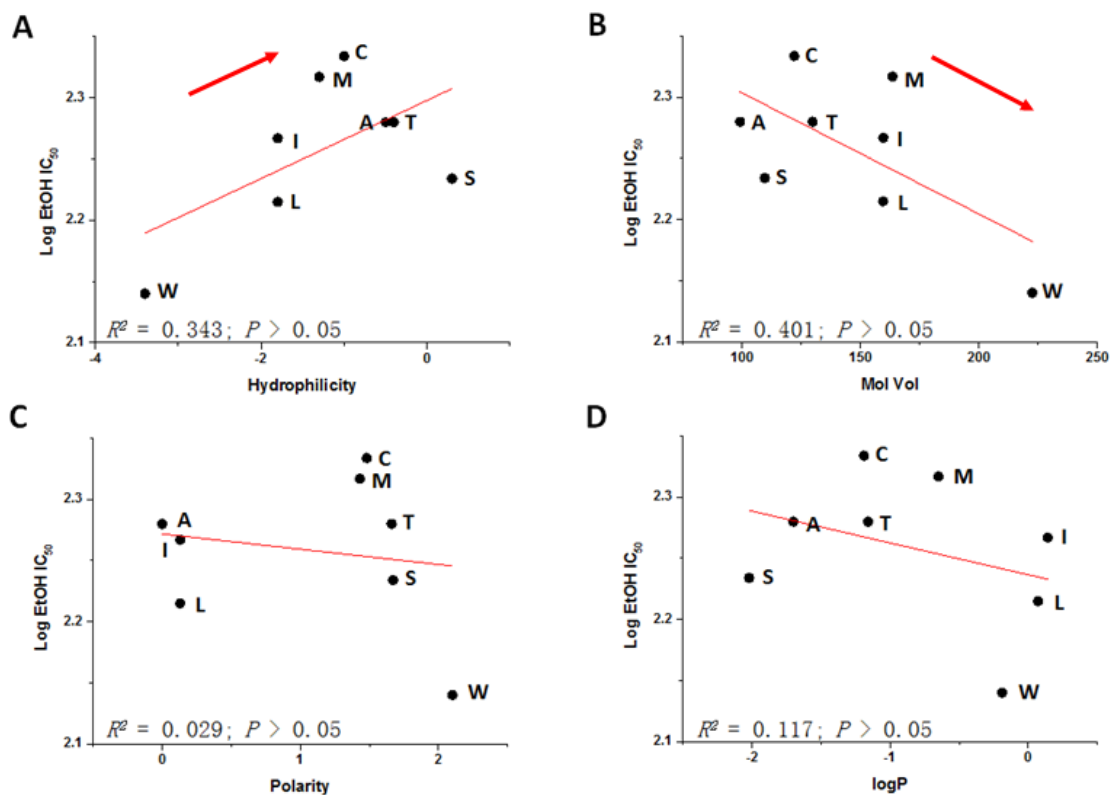 A
Log EtOH IC50
2.3
2.2
2.1
C
M
A T
I
S
L
W
R² = 0.343; P > 0.05
-4 -2 0
Hydrophilicity
B
Log EtOH IC50
2.3
2.2
2.1
C
M
A T
I
S
L
W
R² = 0.401; P > 0.05
100 150 200 250
Mol Vol
C
Log EtOH IC50
2.3
2.2
2.1
C
M
A T
I
S
L
W
R² = 0.029; P > 0.05
0 1 2
Polarity
D
Log EtOH IC50
2.3
2.2
2.1
C
M
A T
I
S
L
W
R² = 0.117; P > 0.05
-2 -1 0
logP